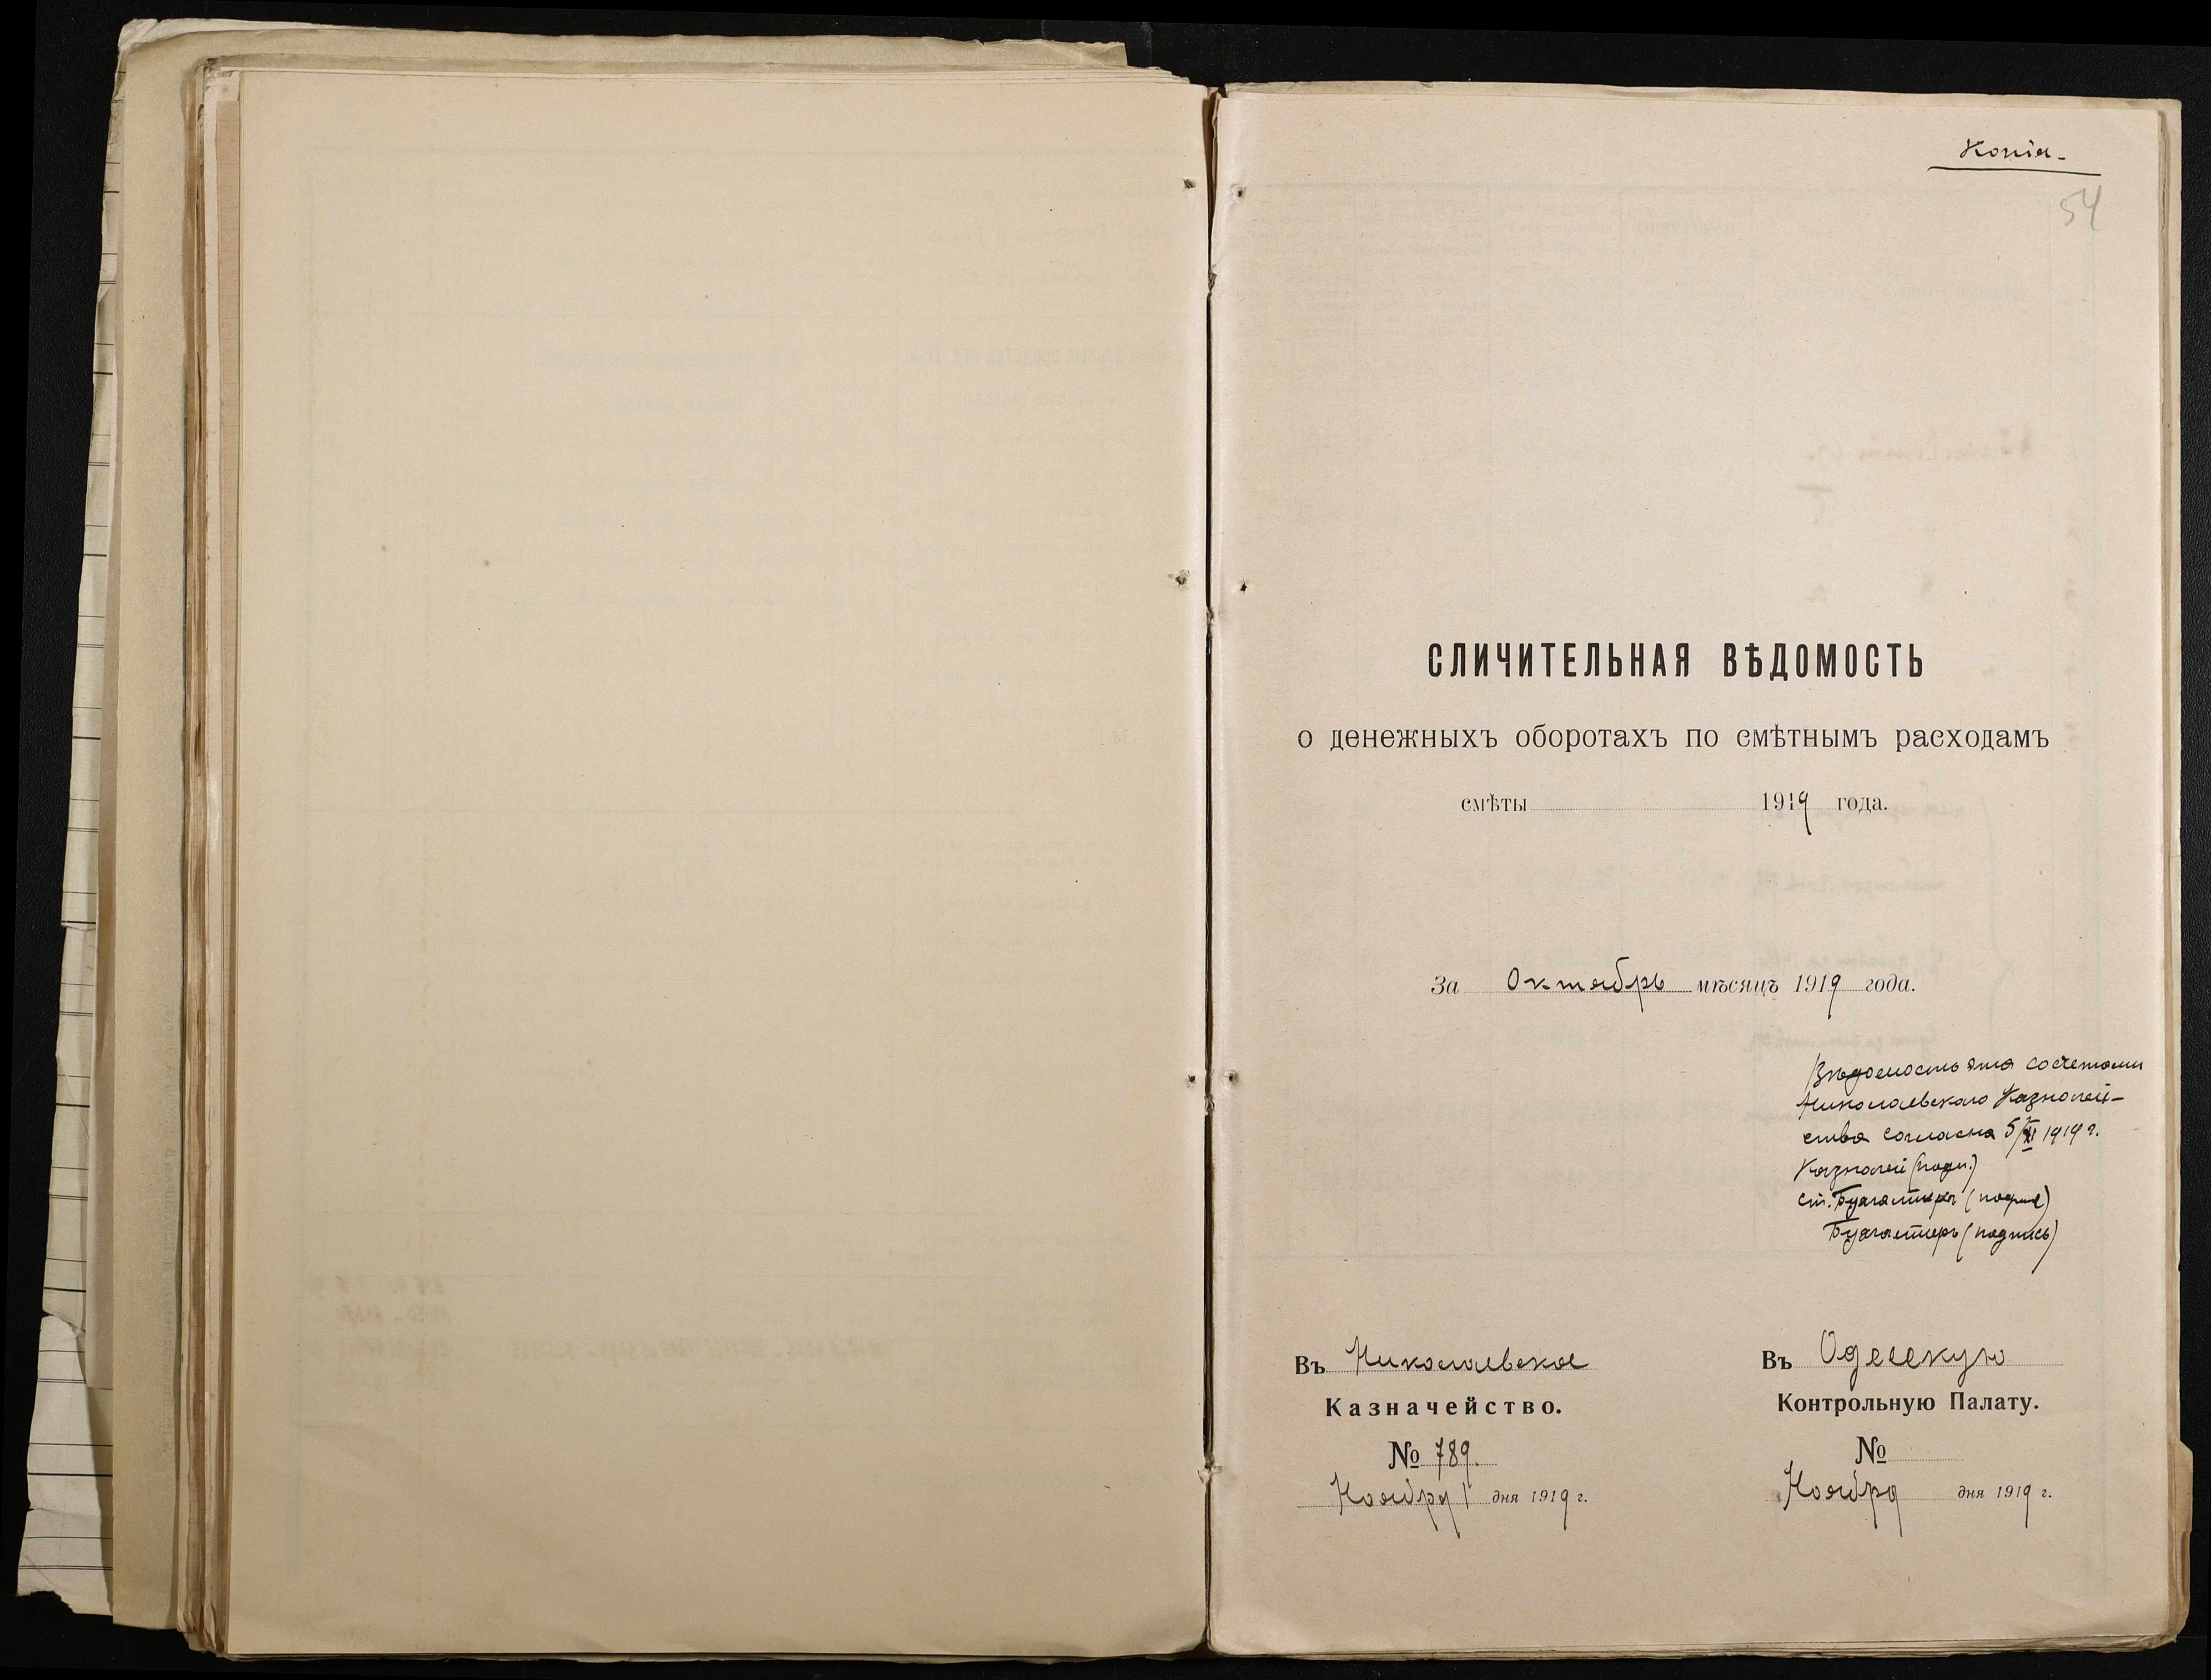 Копія
54
СЛИЧИТЕЛЬНАЯ ВѢДОМОСТЬ
о денежныхъ оборотахъ по смѣтнымъ расходамъ
смѣты 1919 года.
За Октябрь мѣсяцъ 1919 года.
Вѣдомость эта со счетами
Николаевскаго Казначей-
ства согласна 5/XI 1919 г.
Казначей (подп.)
Ст. Бухгалтеръ
Бухгалтеръ (подпись)
Въ Николаевское
Казначейство.
№ 789.
Ноября 1 дня 1919 г.
Въ Одесскую
Контрольную Палату.
№
Ноября дня 1919 г.